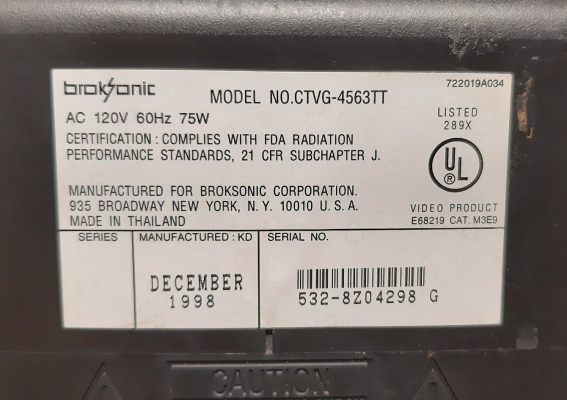 broksonic
722019A034
MODEL NO.CTVG-4563TT
AC 120V 60Hz 75W
LISTED
289X
CERTIFICATION : COMPLIES WITH FDA RADIATION
PERFORMANCE STANDARDS, 21 CFR SUBCHAPTER J.
UL
®
MANUFACTURED FOR BROKSONIC CORPORATION.
935 BROADWAY NEW YORK, N.Y. 10010 U.S.A.
MADE IN THAILAND
VIDEO PRODUCT
E68219 CAT. M3E9
SERIES
MANUFACTURED : KD
SERIAL NO.
DECEMBER
1998
532-8Z04298 G
CAUTION